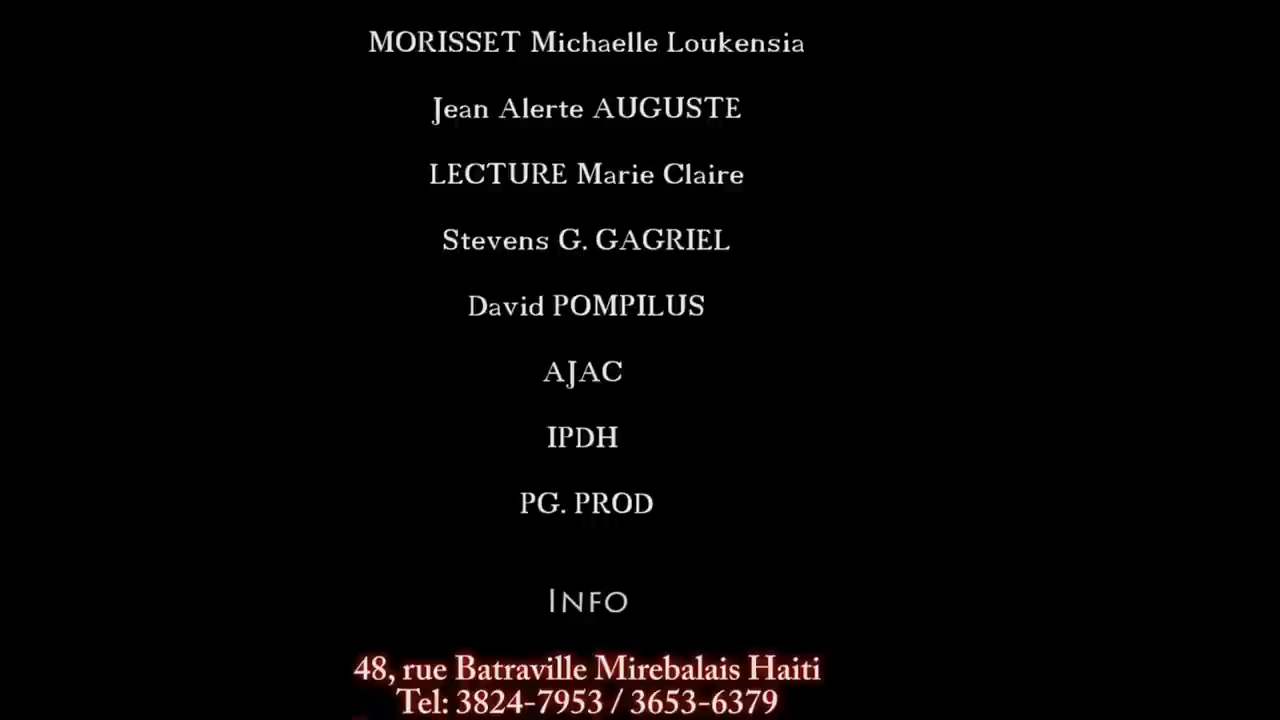 MORISSET Michaelle Loukensia
Jean Alerte AUGUSTE
LECTURE Marie Claire
Stevens G. GAGRIEL
David POMPILUS
AJAC
IPDH
PG. PROD
INFO
48, rue Batraville Mirebalais Haiti
Tel: 3824-7953 / 3653-6379